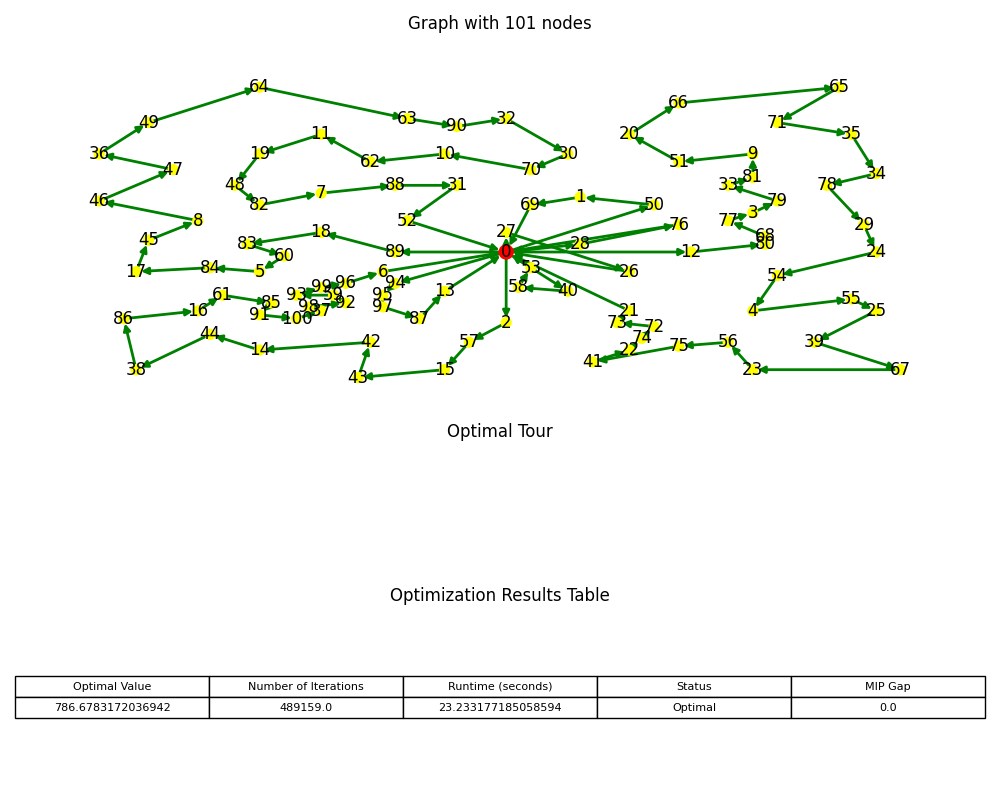 Graph with 101 nodes
64 65
66
49 63 90 32 71
11 20 35
36 19 62 10 30 51 9
47 70 34
48 7 88 31 33 81 78
46 82 69 1 50 79
8 52 3
45 83 18 27 28 76 77 68 29
60 89 0 12 80 24
17 84 5 6 94 53 26 54
99 96
61 93 59 95 58 40
16 85 98 92 97 13 21 4 55 25
86 91 100 37 87 2 73 72
44 42 57 74 56 39
14 22 75
38 43 15 41 23 67
Optimal Tour
Optimization Results Table
Optimal Value Number of Iterations Runtime (seconds) Status MIP Gap
786.6783172036942 489159.0 23.233177185058594 Optimal 0.0